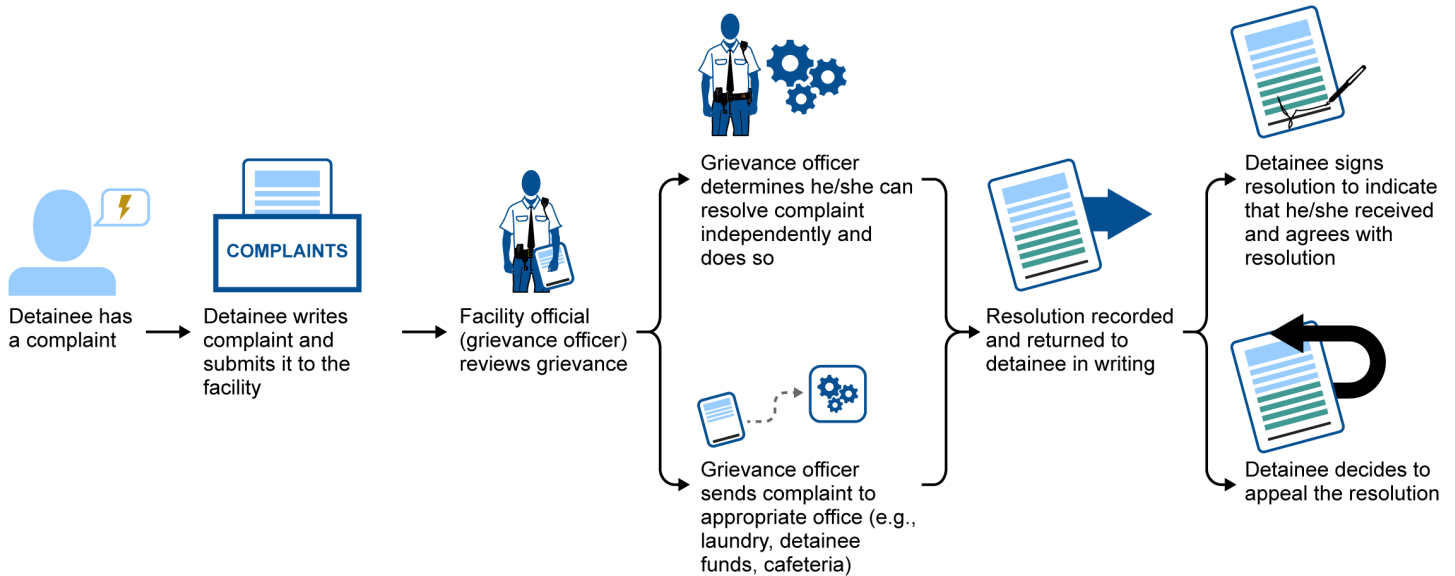 Detainee has
a complaint
COMPLAINTS
Detainee writes
complaint and
submits it to the
facility
Facility official
(grievance officer)
reviews grievance
Grievance officer
determines he/she can
resolve complaint
independently and
does so
Grievance officer
sends complaint to
appropriate office (e.g.,
laundry, detainee
funds, cafeteria)
Resolution recorded
and returned to
detainee in writing
Detainee signs
resolution to indicate
that he/she received
and agrees with
resolution
Detainee decides to
appeal the resolution